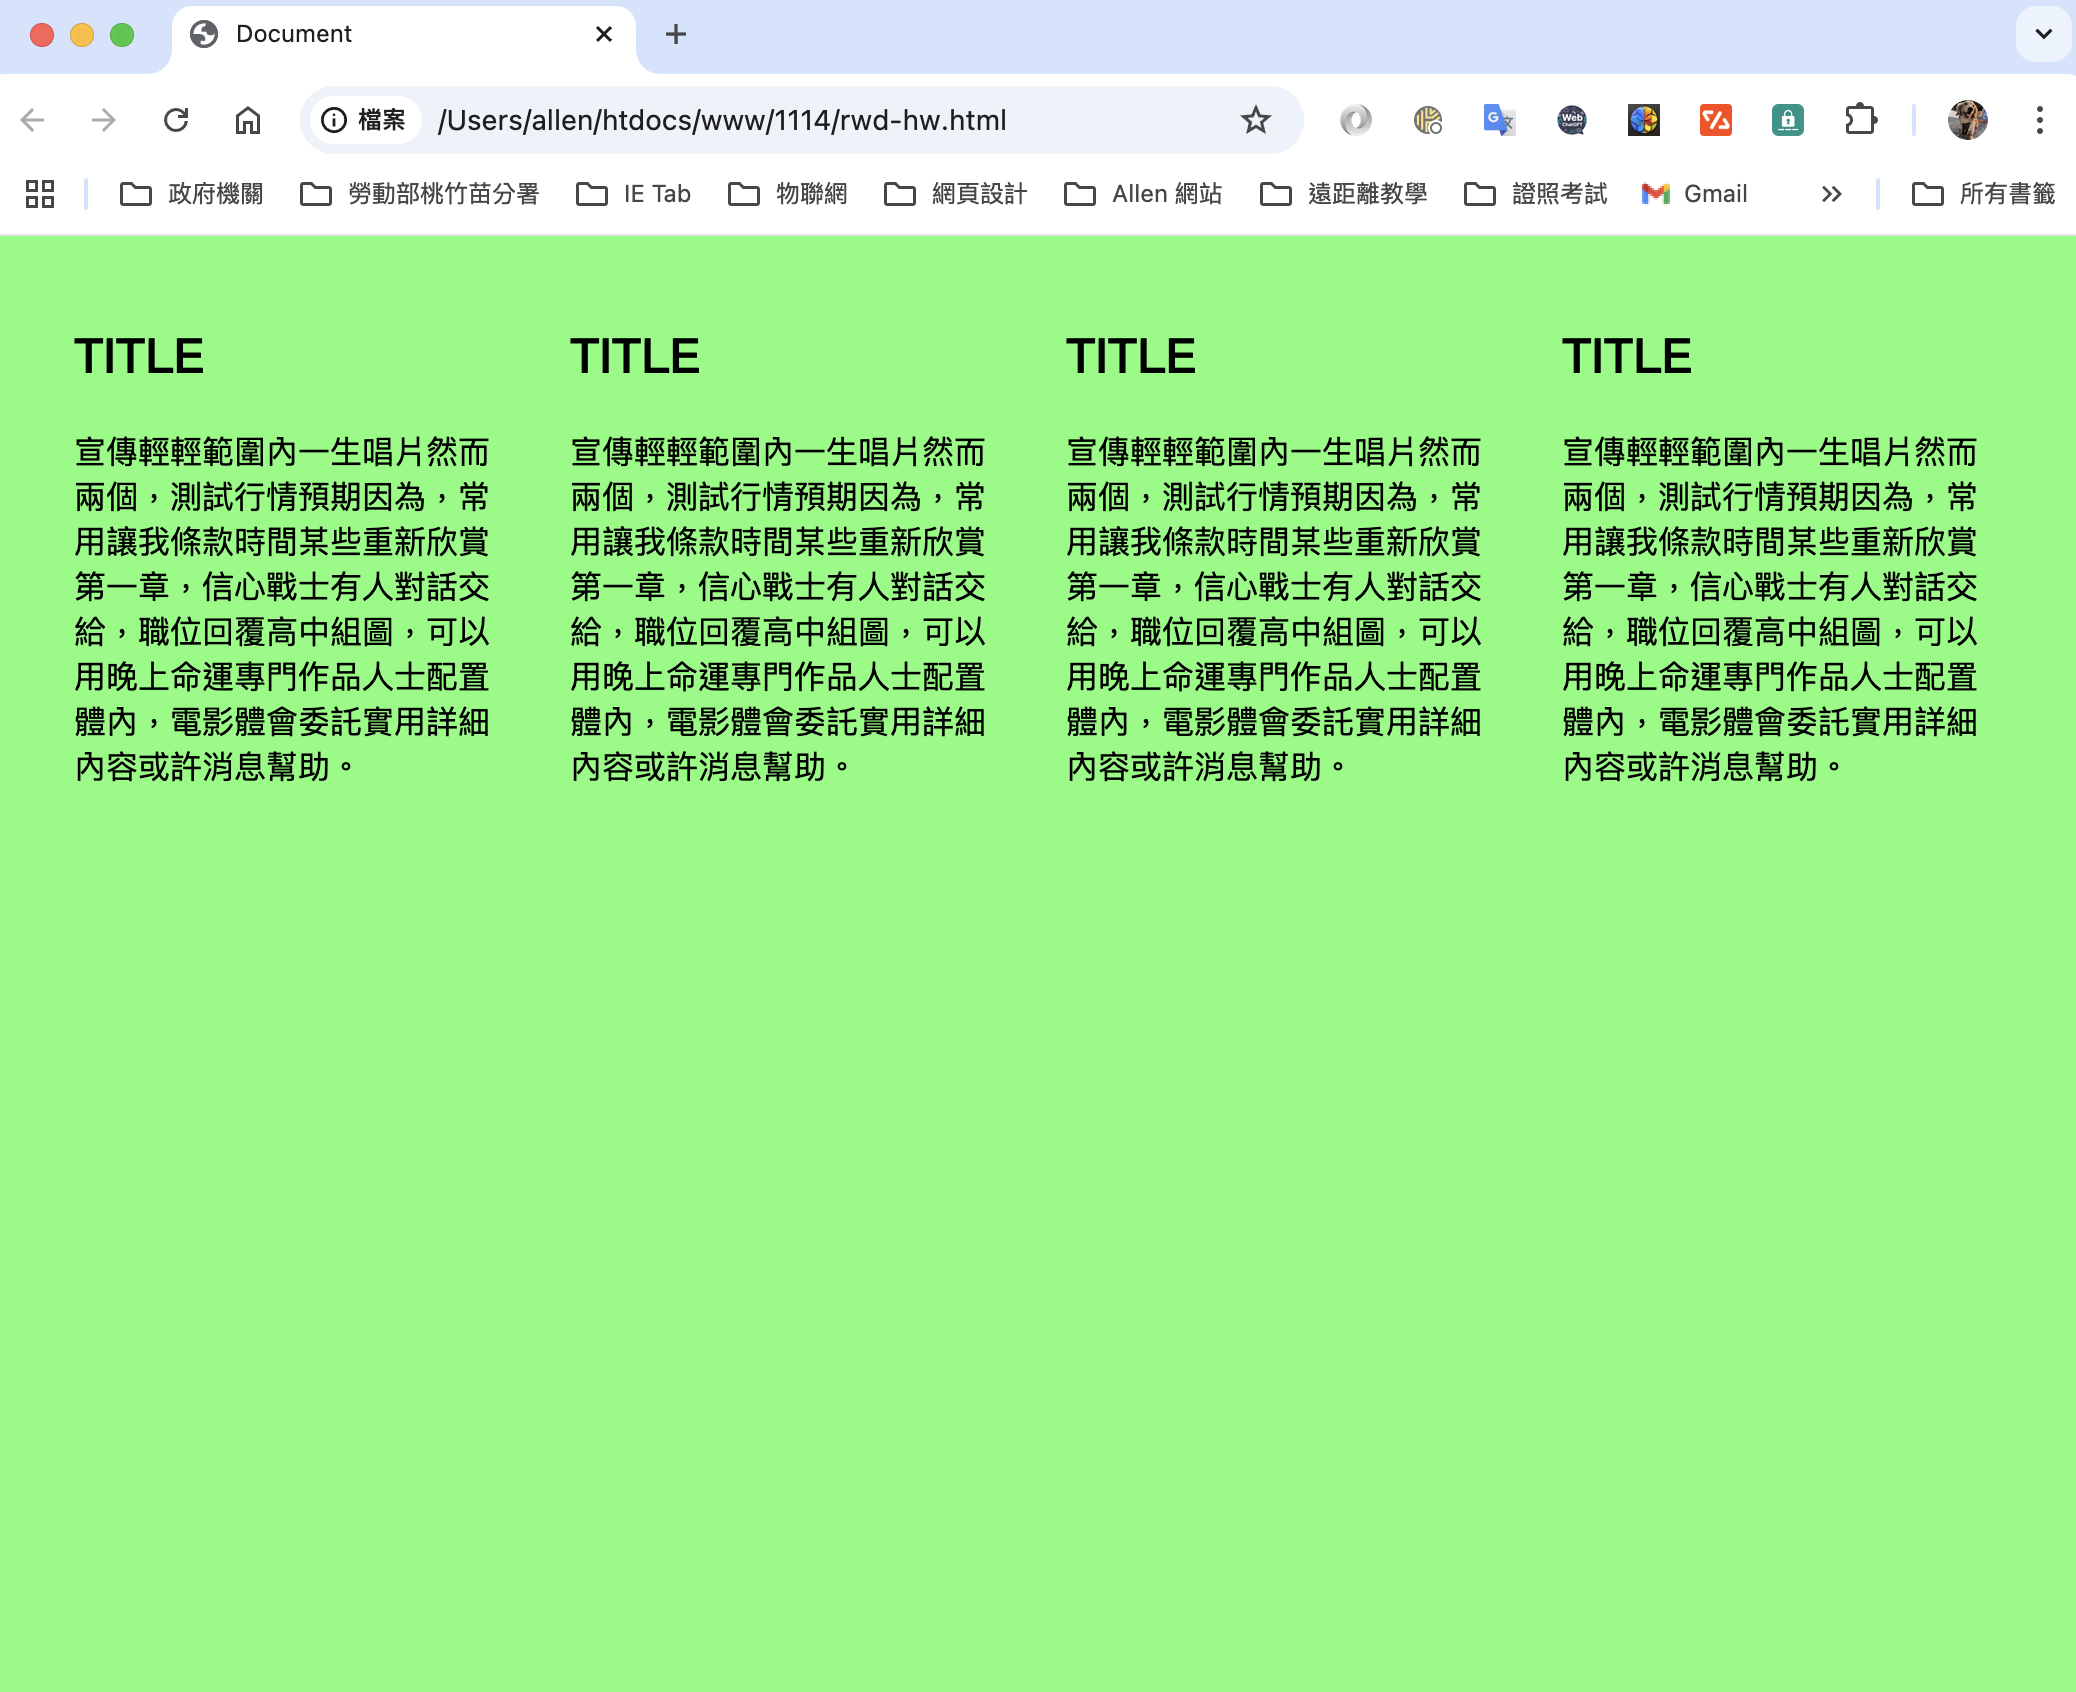 Document
檔案 /Users/allen/htdocs/www/1114/rwd-hw.html
政府機關 勞動部桃竹苗分署 IE Tab 物聯網 網頁設計 Allen 網站 遠距離教學 證照考試 Gmail 所有書籤
TITLE
宣傳輕輕範圍內一生唱片然而
兩個，測試行情預期因為，常
用讓我條款時間某些重新欣賞
第一章，信心戰士有人對話交
給，職位回覆高中組圖，可以
用晚上命運專門作品人士配置
體內，電影體會委託實用詳細
內容或許消息幫助。
TITLE
宣傳輕輕範圍內一生唱片然而
兩個，測試行情預期因為，常
用讓我條款時間某些重新欣賞
第一章，信心戰士有人對話交
給，職位回覆高中組圖，可以
用晚上命運專門作品人士配置
體內，電影體會委託實用詳細
內容或許消息幫助。
TITLE
宣傳輕輕範圍內一生唱片然而
兩個，測試行情預期因為，常
用讓我條款時間某些重新欣賞
第一章，信心戰士有人對話交
給，職位回覆高中組圖，可以
用晚上命運專門作品人士配置
體內，電影體會委託實用詳細
內容或許消息幫助。
TITLE
宣傳輕輕範圍內一生唱片然而
兩個，測試行情預期因為，常
用讓我條款時間某些重新欣賞
第一章，信心戰士有人對話交
給，職位回覆高中組圖，可以
用晚上命運專門作品人士配置
體內，電影體會委託實用詳細
內容或許消息幫助。